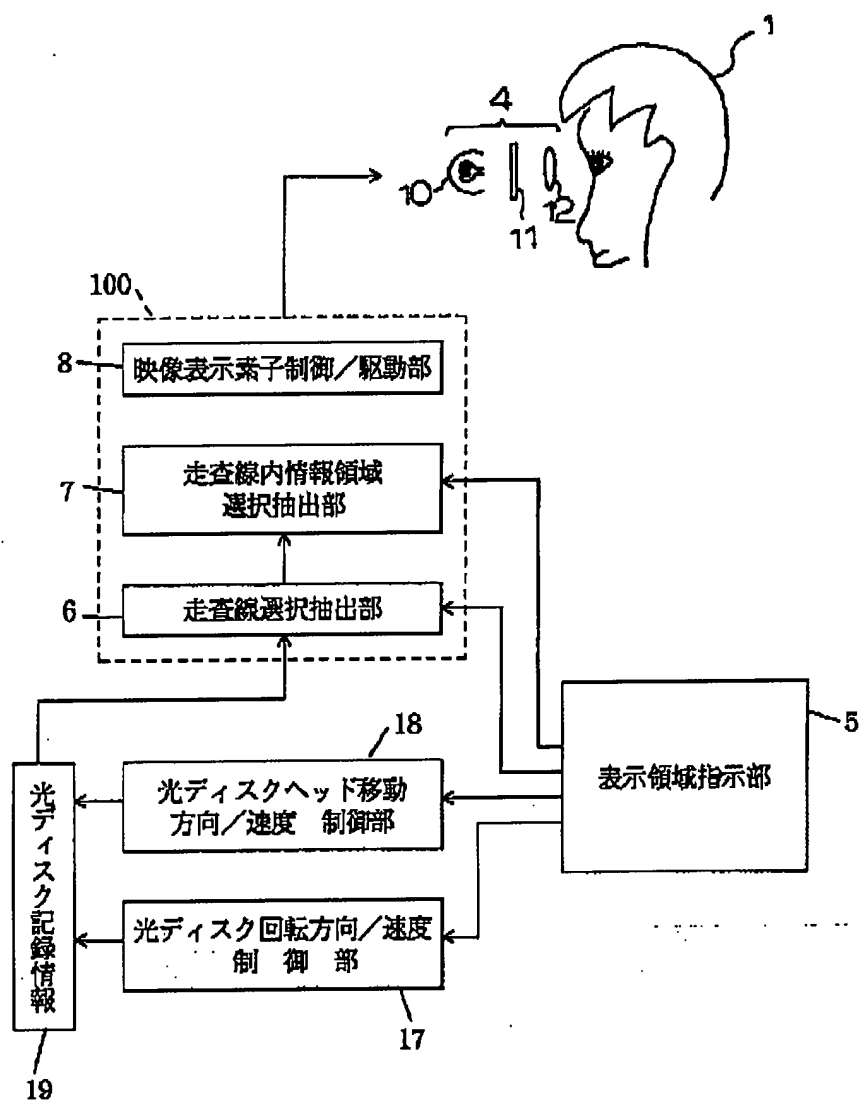 1
4
10
11
12
100
8
映像表示素子制御／駆動部
7
走査線内情報領域
選択抽出部
6
走査線選択抽出部
5
表示領域指示部
18
光ディスクヘッド移動
方向／速度 制御部
光ディスク回転方向／速度
制 御 部
17
光ディスク記録情報
19